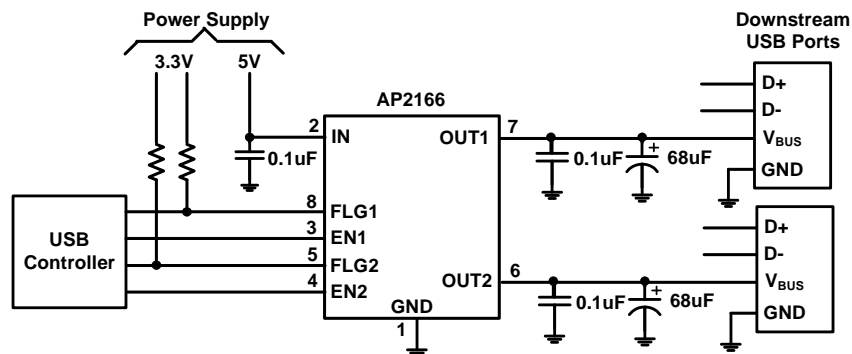 Power Supply
3.3V 5V
Downstream
USB Ports
AP2166
2 IN
OUT1 7
0.1uF
0.1uF
+
68uF
D+
D-
VBUS
GND
USB
Controller
8 FLG1
3 EN1
5 FLG2
4 EN2
OUT2 6
GND
1
0.1uF
+
68uF
D+
D-
VBUS
GND